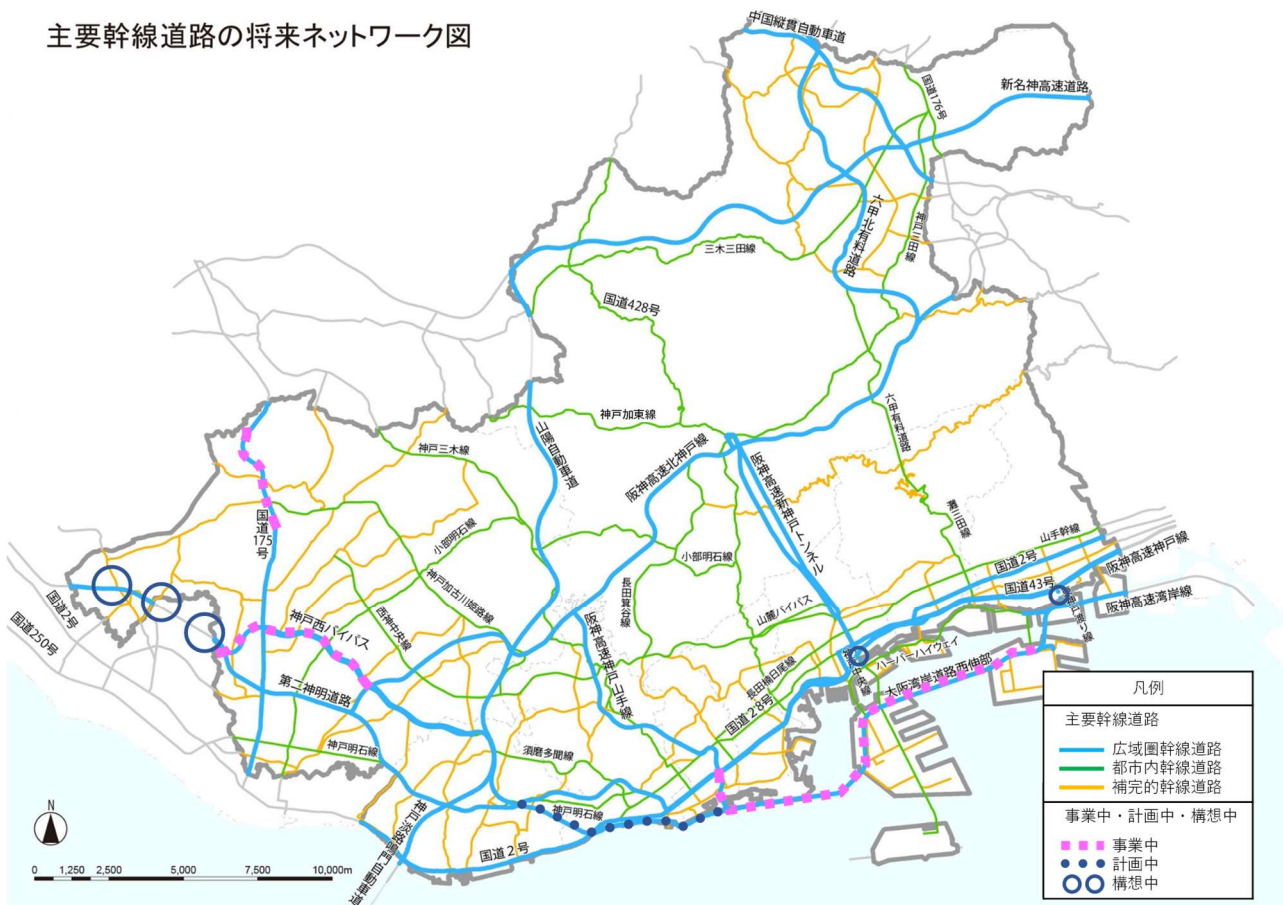 主要幹線道路の将来ネットワーク図
中国縦貫自動車道
国道176号
新名神高速道路
六甲北有料道路
神戸三田線
三木三田線
国道428号
神戸加東線
六甲有料道路
山陽自動車道
神戸三木線
阪神高速北神戸線
阪神高速新神戸トンネル
国道175号
小部明石線
小部明石線
灘三田線
山手幹線
国道2号
阪神高速神戸線
国道43号
阪神高速湾岸線
神戸加古川姫路線
長田箕谷線
山麓バイパス
国道2号
国道250号
神戸西バイパス
西神中央線
阪神高速神戸山手線
長田楠日尾線
ハーバーハイウェイ
大阪湾岸道路西伸部
第二神明道路
国道28号
神戸明石線
須磨多聞線
神戸明石線
神戸淡路鳴門自動車道
国道2号
N
0 1,250 2,500 5,000 7,500 10,000m
凡例
主要幹線道路
広域圏幹線道路
都市内幹線道路
補完的幹線道路
事業中・計画中・構想中
事業中
計画中
構想中